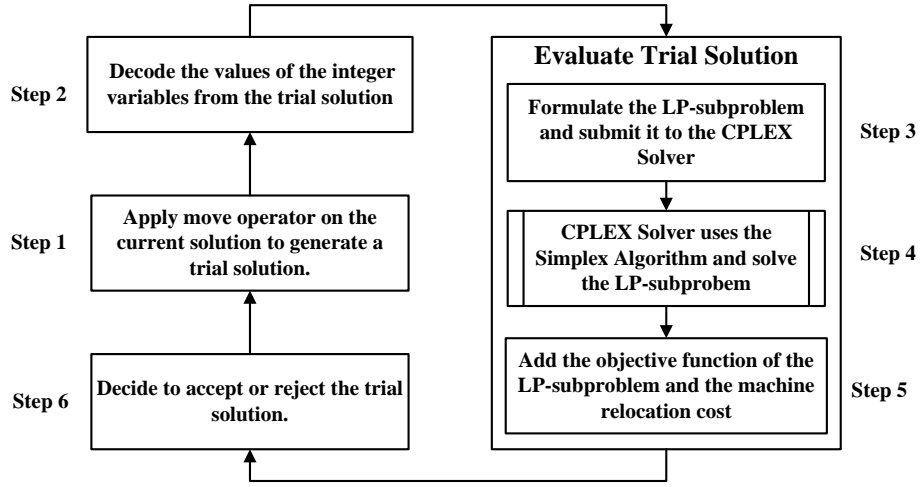 Step 2
Decode the values of the integer
variables from the trial solution
Step 1
Apply move operator on the
current solution to generate a
trial solution.
Step 6
Decide to accept or reject the trial
solution.
Evaluate Trial Solution
Formulate the LP-subproblem
and submit it to the CPLEX
Solver
Step 3
CPLEX Solver uses the
Simplex Algorithm and solve
the LP-subprobem
Step 4
Add the objective function of the
LP-subproblem and the machine
relocation cost
Step 5